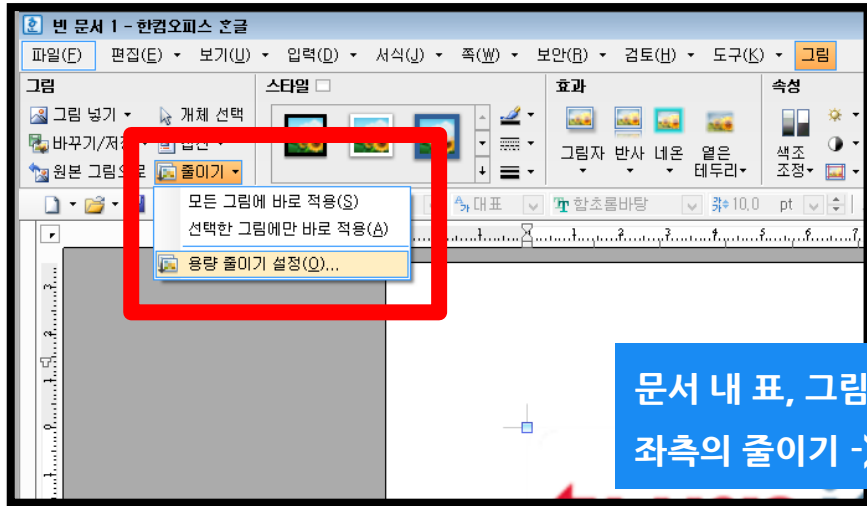 빈 문서 1 - 한컴오피스 흔글
파일(F) 편집(E) 보기(U) 입력(D) 서식(J) 쪽(W) 보안(R) 검토(H) 도구(K) 그림
그림 스타일 효과 속성
그림 넣기 개체 선택
바꾸기/저장
원본 그림으로 줄이기
그림자 반사 네온 옅은 테두리 색조 조정
모든 그림에 바로 적용(S)
선택한 그림에만 바로 적용(A)
용량 줄이기 설정(O)...
대표 함초롬바탕 10,0 pt
문서 내 표, 그림
좌측의 줄이기 -